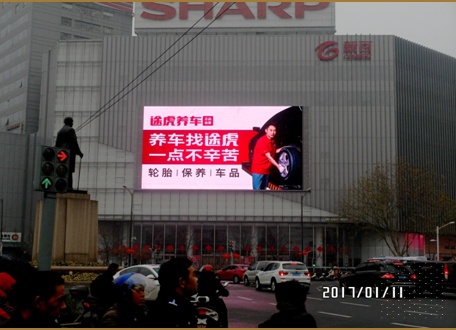 SHARP
途虎养车
养车找途虎
一点不辛苦
轮胎 | 保养 | 车品
2017/01/11